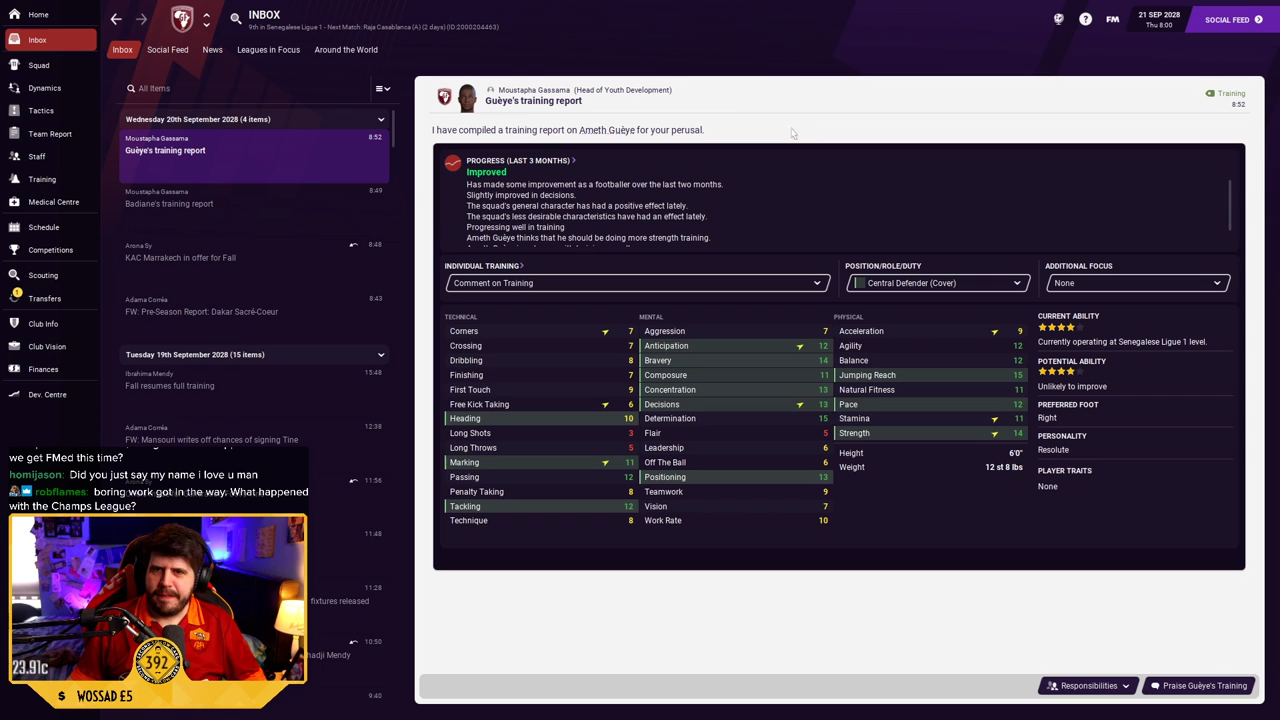 Home
Inbox
Squad
Dynamics
Tactics
Team Report
Staff
Training
Medical Centre
Schedule
Competitions
Scouting
1
Transfers
Club Info
Club Vision
Finances
Dev. Centre
INBOX
9th in Senegalese Ligue 1 - Next Match: Raja Casablanca (A) (2 days) (ID:2000204463)
FM
21 SEP 2028
Thu 8:00
SOCIAL FEED
Inbox
Social Feed
News
Leagues in Focus
Around the World
All Items
Wednesday 20th September 2028 (4 items)
Moustapha Gassama 8:52
Guèye's training report
Moustapha Gassama 8:49
Badiane's training report
Arona Sy 8:48
KAC Marrakech in offer for Fall
Adama Corréa 8:43
FW: Pre-Season Report: Dakar Sacré-Coeur
Tuesday 19th September 2028 (15 items)
Ibrahima Mendy 15:48
Fall resumes full training
Adama Corréa 12:38
FW: Mansouri writes off chances of signing Tine
11:56
11:48
11:28
fixtures released
10:50
hadji Mendy
9:40
we get FMed this time?
homijason: Did you just say my name i love u man
robflames: boring work got in the way. What happened
with the Champs League?
392
23.91c
$ WOSSAD £5
Moustapha Gassama (Head of Youth Development)
Guèye's training report
Training
8:52
I have compiled a training report on Ameth Guèye for your perusal.
PROGRESS (LAST 3 MONTHS)
Improved
Has made some improvement as a footballer over the last two months.
Slightly improved in decisions.
The squad's general character has had a positive effect lately.
The squad's less desirable characteristics have had an effect lately.
Progressing well in training
Ameth Guèye thinks that he should be doing more strength training.
INDIVIDUAL TRAINING
Comment on Training
POSITION/ROLE/DUTY
Central Defender (Cover)
ADDITIONAL FOCUS
None
TECHNICAL
Corners 7
Crossing 7
Dribbling 8
Finishing 7
First Touch 9
Free Kick Taking 6
Heading 10
Long Shots 3
Long Throws 5
Marking 11
Passing 12
Penalty Taking 8
Tackling 12
Technique 8
MENTAL
Aggression 7
Anticipation 12
Bravery 14
Composure 11
Concentration 13
Decisions 13
Determination 15
Flair 5
Leadership 6
Off The Ball 6
Positioning 13
Teamwork 9
Vision 7
Work Rate 10
PHYSICAL
Acceleration 9
Agility 12
Balance 12
Jumping Reach 15
Natural Fitness 11
Pace 12
Stamina 11
Strength 14
Height 6'0"
Weight 12 st 8 lbs
CURRENT ABILITY
Currently operating at Senegalese Ligue 1 level.
POTENTIAL ABILITY
Unlikely to improve
PREFERRED FOOT
Right
PERSONALITY
Resolute
PLAYER TRAITS
None
Responsibilities
Praise Guèye's Training